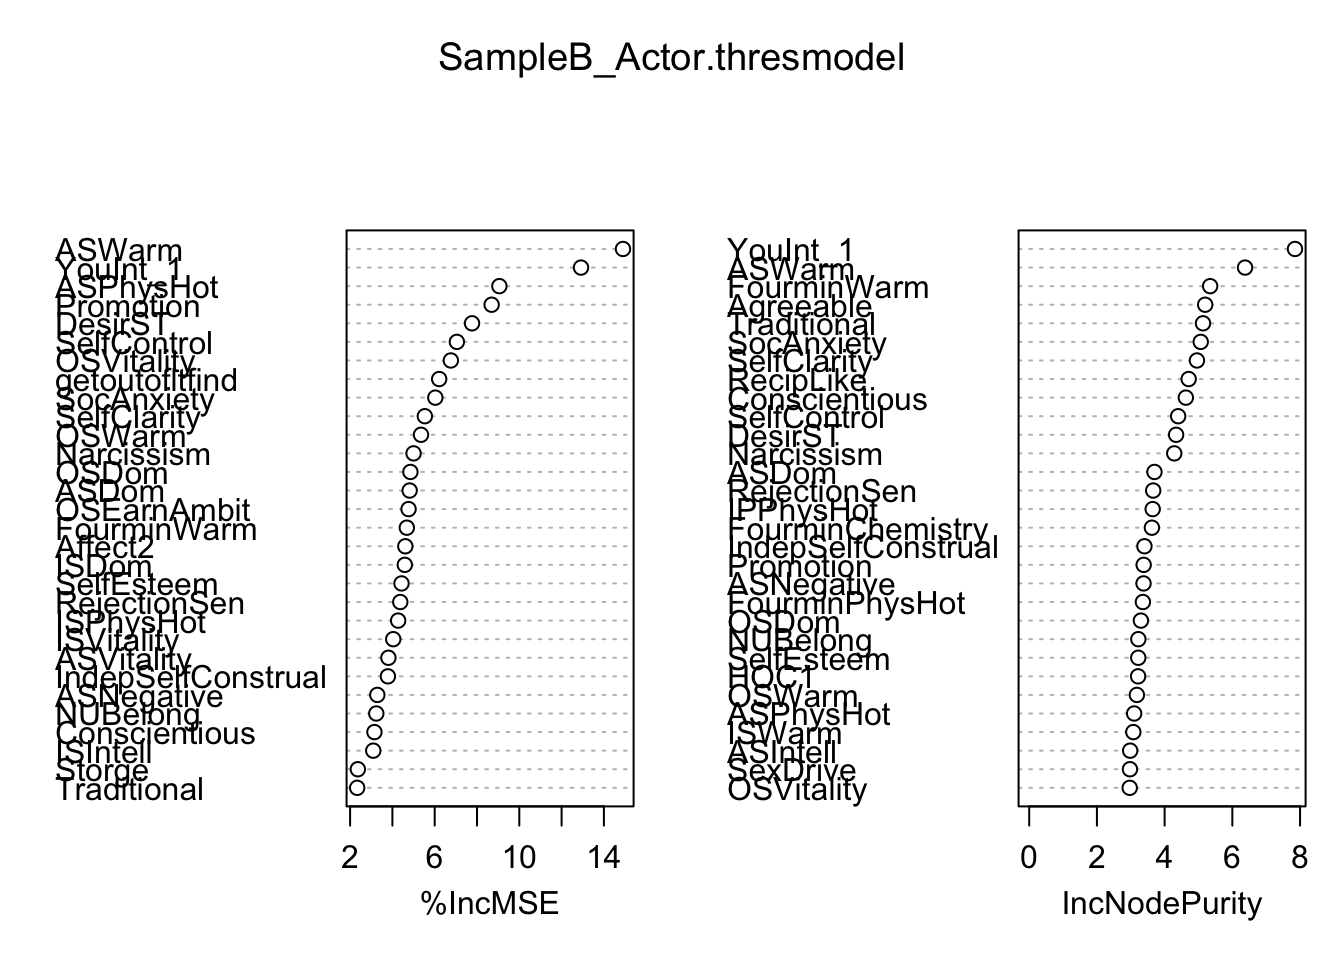 SampleB_Actor.thresmodel
ASWarm
YouInt_1
ASPhysHot
Promotion
DesirST
SelfControl
OSVitality
getoutofitfind
SocAnxiety
SelfClarity
OSWarm
Narcissism
OSDom
ASDom
OSEarnAmbit
FourminWarm
Affect2
ISDom
SelfEsteem
RejectionSen
ISPhysHot
ISVitality
ASVitality
IndepSelfConstrual
ASNegative
NUBelong
Conscientious
ISIntell
Storge
Traditional
2 6 10 14
%IncMSE
YouInt_1
ASWarm
FourminWarm
Agreeable
Traditional
SocAnxiety
SelfClarity
RecipLike
Conscientious
SelfControl
DesirST
Narcissism
ASDom
RejectionSen
IPPhysHot
FourminChemistry
IndepSelfConstrual
Promotion
ASNegative
FourminPhysHot
OSDom
NUBelong
SelfEsteem
HOC1
OSWarm
ASPhysHot
ISWarm
ASIntell
SexDrive
OSVitality
0 2 4 6 8
IncNodePurity